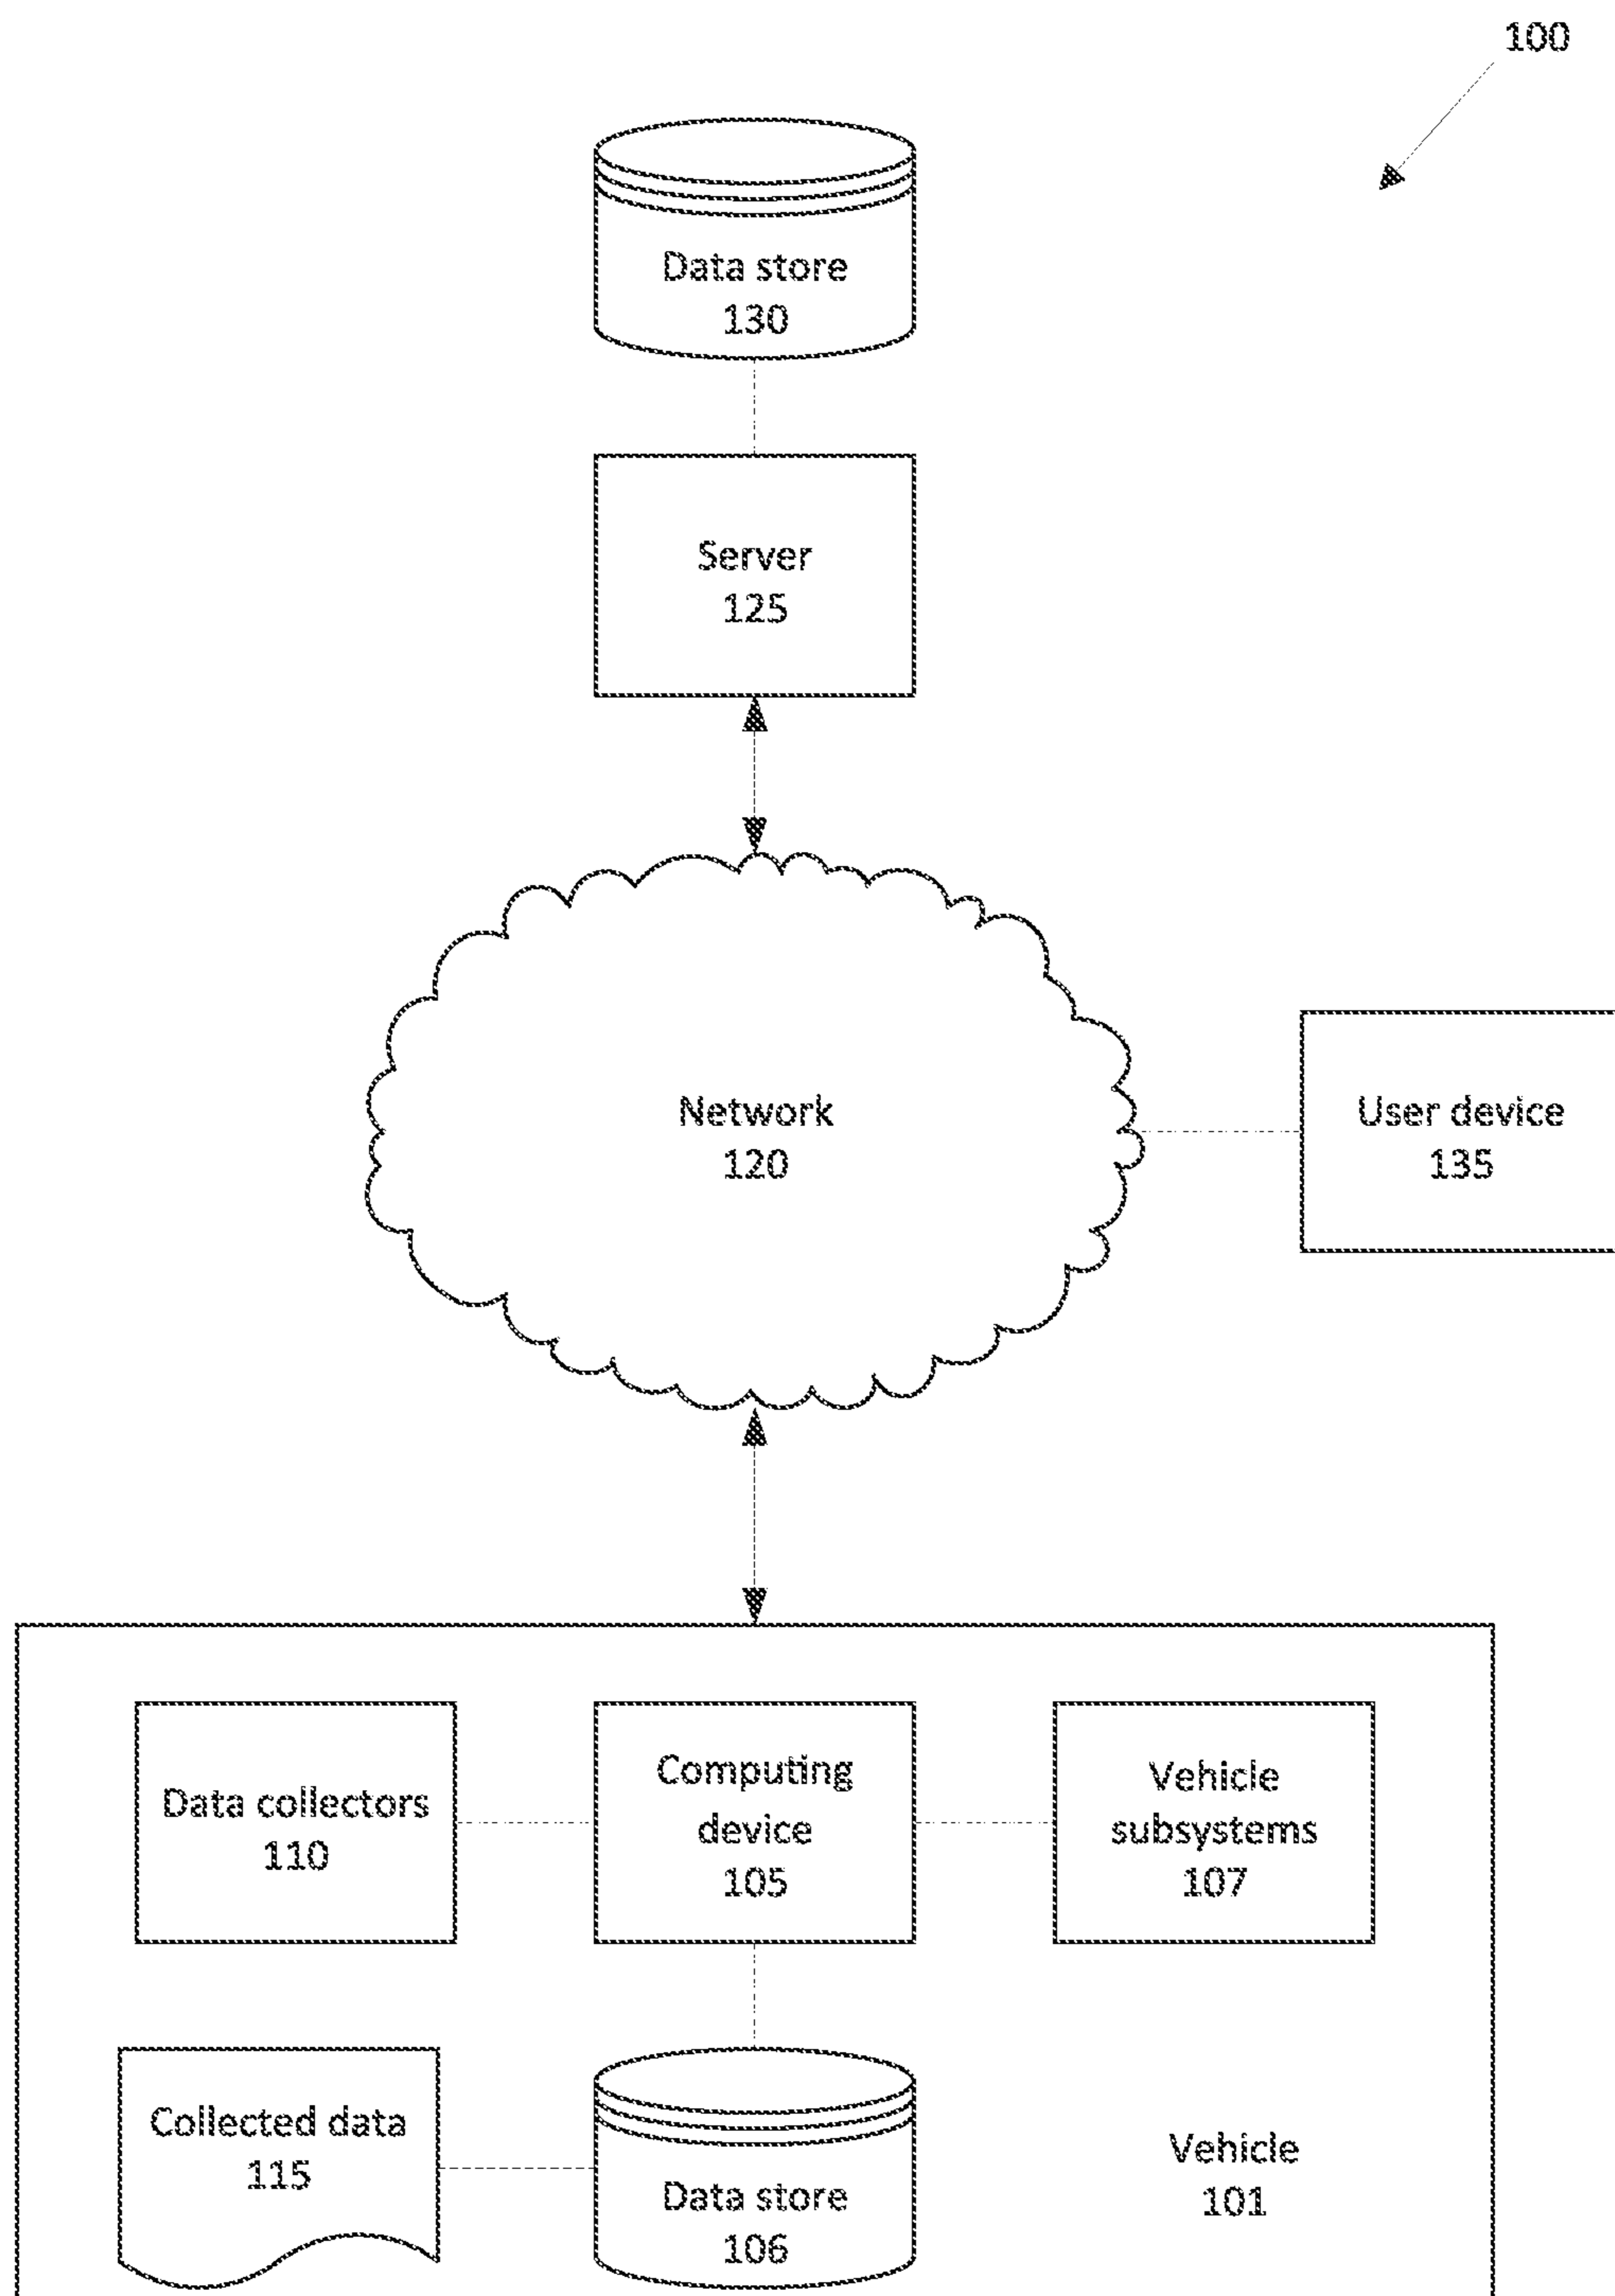 100
Data store
130
Server
125
Network
120
User device
135
Data collectors
110
Computing
device
105
Vehicle
subsystems
107
Collected data
115
Data store
106
Vehicle
101